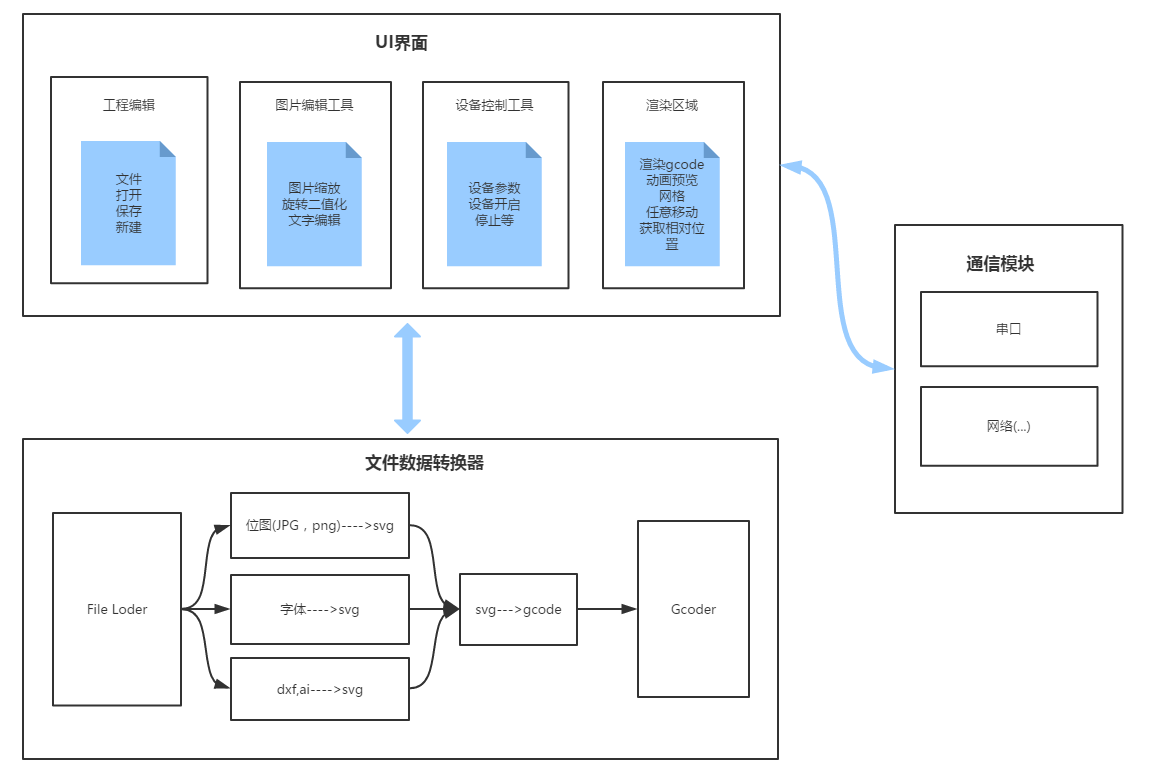 UI界面
工程编辑
文件
打开
保存
新建
图片编辑工具
图片缩放
旋转二值化
文字编辑
设备控制工具
设备参数
设备开启
停止等
渲染区域
渲染gcode
动画预览
网格
任意移动
获取相对位
置
通信模块
串口
网络(...)
文件数据转换器
File Loder
位图(JPG，png)---->svg
字体---->svg
dxf,ai---->svg
svg--->gcode
Gcoder